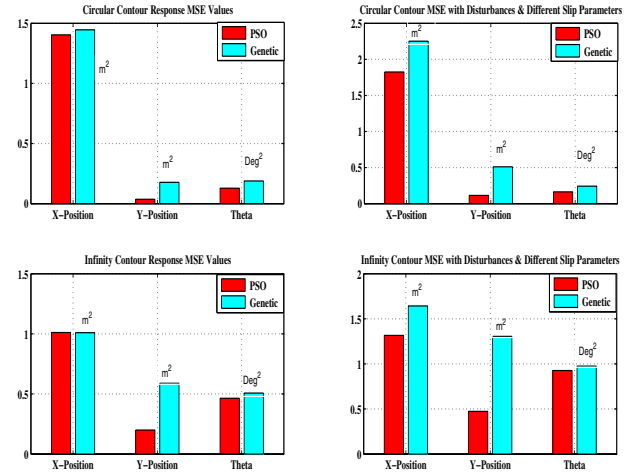 Circular Contour Response MSE Values
1.5
1
0.5
0
PSO
Genetic
m²
m²
Deg²
X-Position Y-Position Theta
Circular Contour MSE with Disturbances & Different Slip Parameters
2.5
2
1.5
1
0.5
0
PSO
Genetic
m²
m²
Deg²
X-Position Y-Position Theta
Infinity Contour Response MSE Values
1.5
1
0.5
0
PSO
Genetic
m²
m²
Deg²
X-Position Y-Position Theta
Infinity Contour MSE with Disturbances & Different Slip Parameters
2
1.5
1
0.5
0
PSO
Genetic
m²
m²
Deg²
X-Position Y-Position Theta